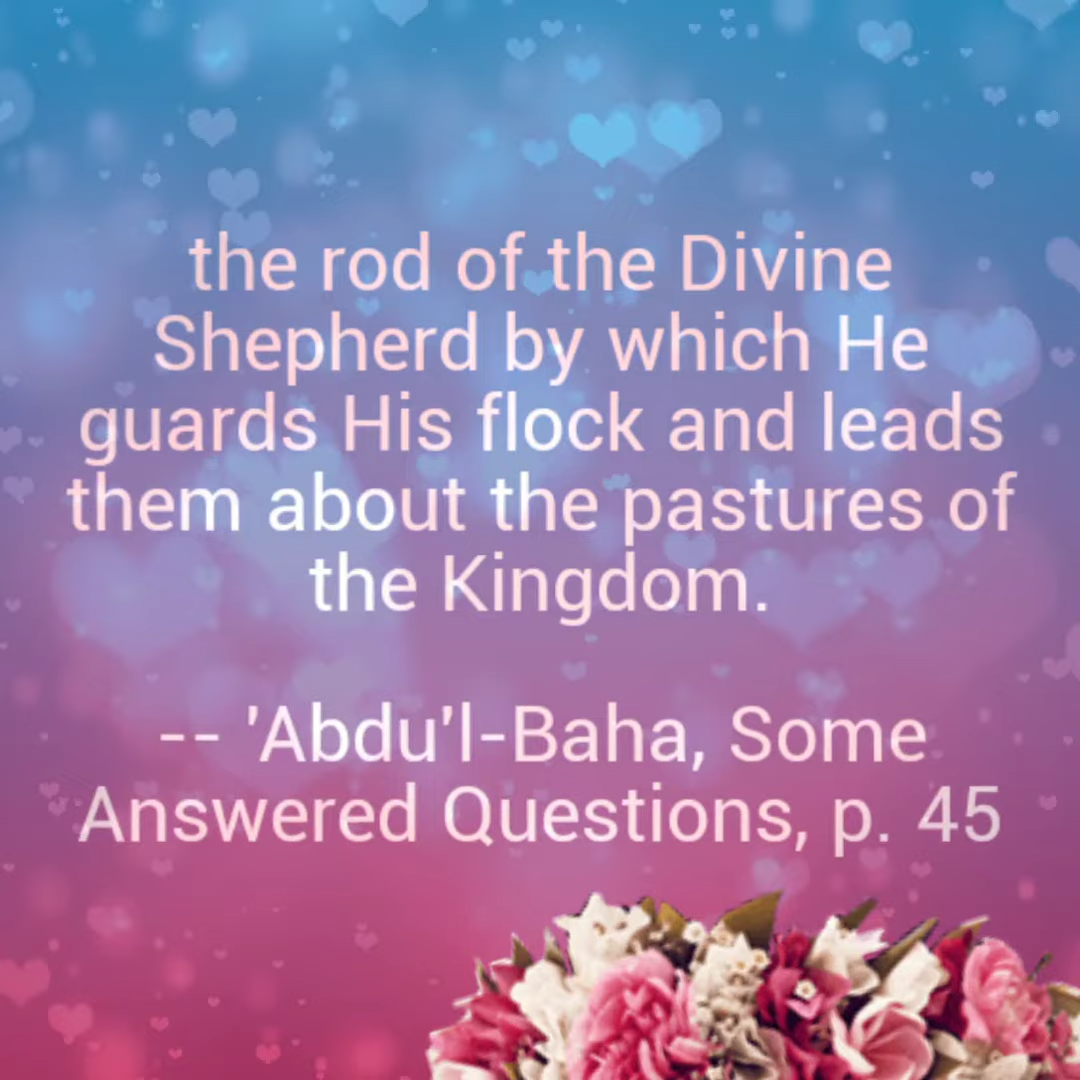 the rod of the Divine
Shepherd by which He
guards His flock and leads
them about the pastures of
the Kingdom.
-- 'Abdu'l-Baha, Some
Answered Questions, p. 45